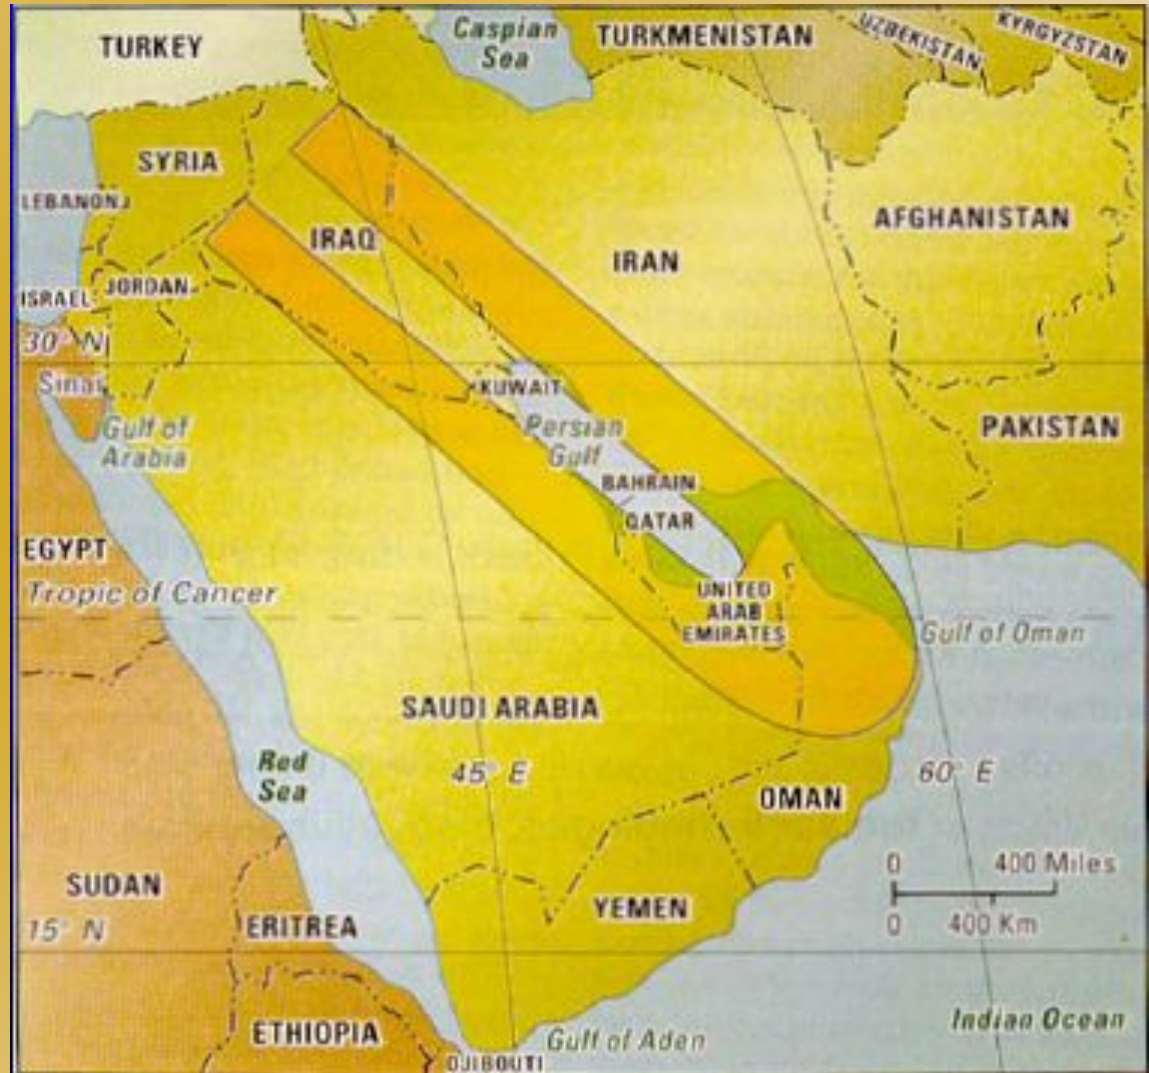 TURKEY
Caspian
Sea
TURKMENISTAN
UZBEKISTAN
KYRGYZSTAN
SYRIA
LEBANON
IRAQ
IRAN
AFGHANISTAN
ISRAEL
JORDAN
30° N
Sinai
KUWAIT
Gulf of
Arabia
Persian
Gulf
PAKISTAN
BAHRAIN
QATAR
EGYPT
Tropic of Cancer
UNITED
ARAB
EMIRATES
Gulf of Oman
SAUDI ARABIA
Red
Sea
45° E
60° E
OMAN
0 400 Miles
0 400 Km
SUDAN
YEMEN
15° N
ERITREA
ETHIOPIA
Gulf of Aden
Indian Ocean
DJIBOUTI